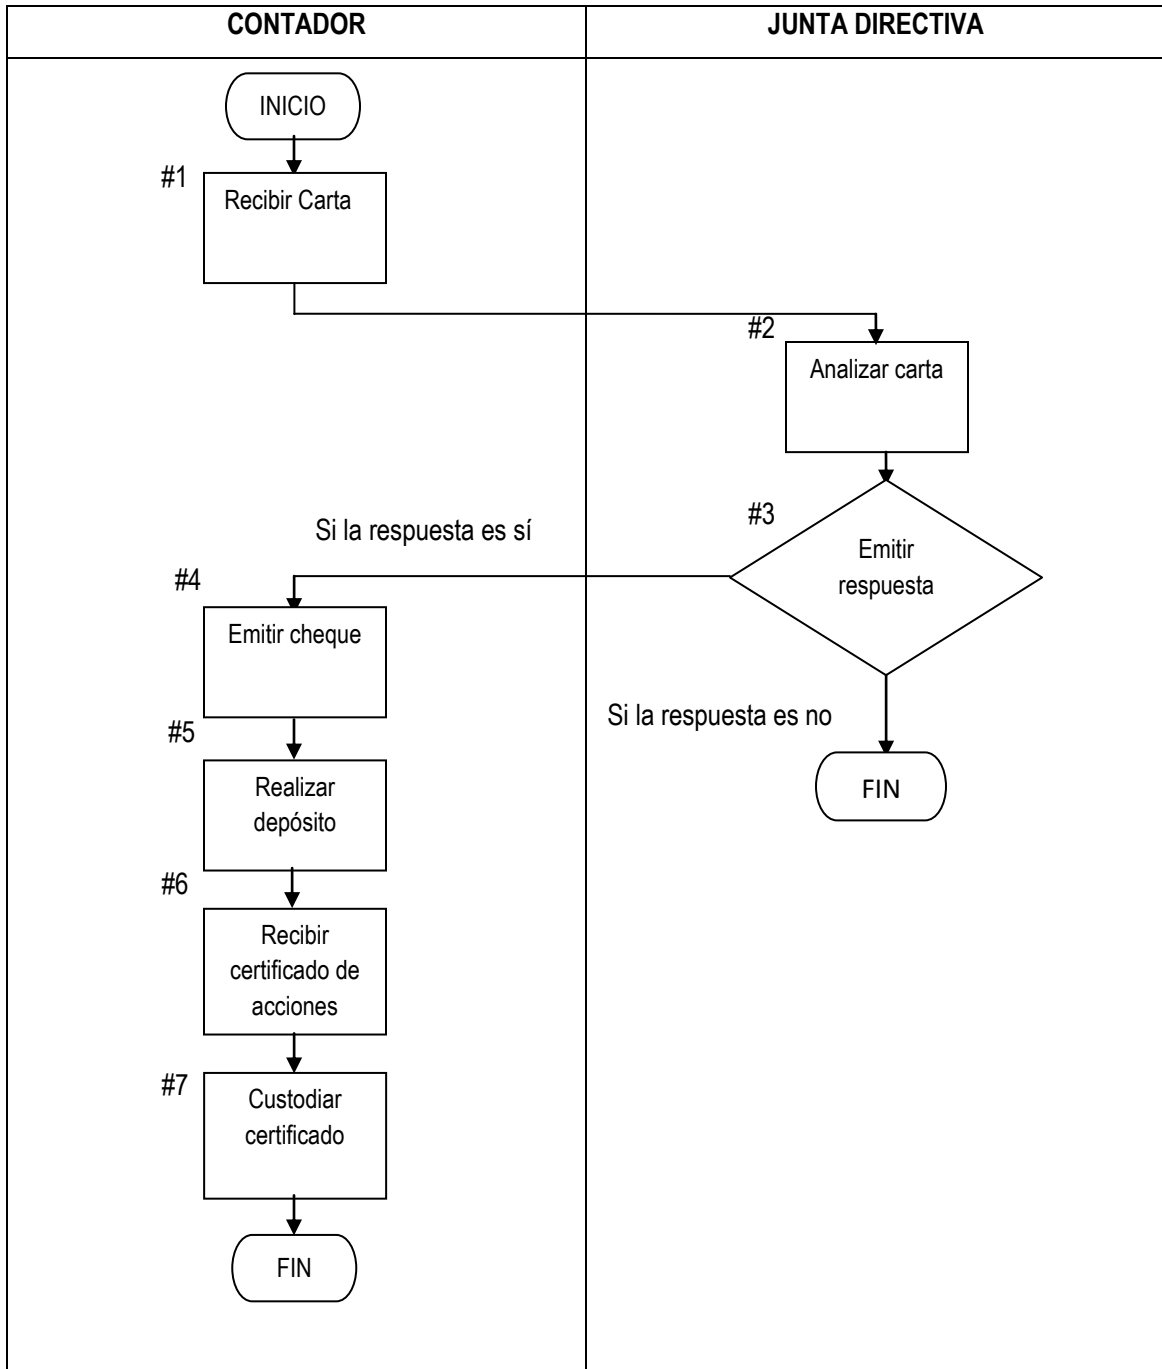 CONTADOR
JUNTA DIRECTIVA
INICIO
#1
Recibir Carta
#2
Analizar carta
#3
Emitir
respuesta
Si la respuesta es sí
#4
Emitir cheque
Si la respuesta es no
FIN
#5
Realizar
depósito
#6
Recibir
certificado de
acciones
#7
Custodiar
certificado
FIN